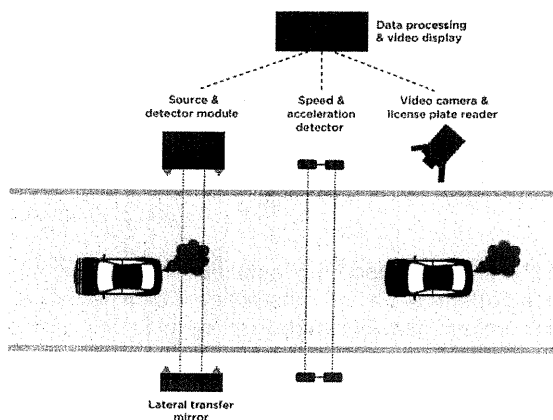 Data processing
& video display
Source &
detector module
Speed &
acceleration
detector
Video camera &
license plate reader
Lateral transfer
mirror